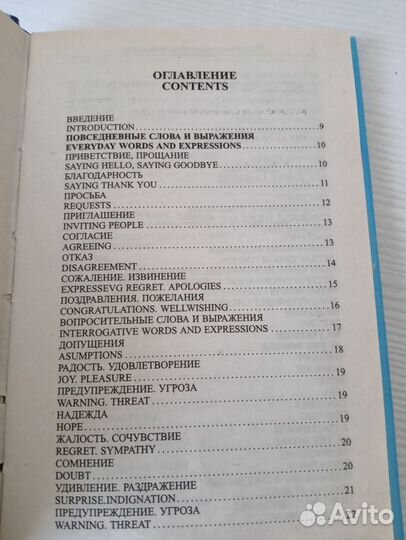 ОГЛАВЛЕНИЕ
CONTENTS
ВВЕДЕНИЕ
INTRODUCTION 9
ПОВСЕДНЕВНЫЕ СЛОВА И ВЫРАЖЕНИЯ
EVERYDAY WORDS AND EXPRESSIONS 10
ПРИВЕТСТВИЕ, ПРОЩАНИЕ
SAYING HELLO, SAYING GOODBYE 10
БЛАГОДАРНОСТЬ
SAYING THANK YOU 11
ПРОСЬБА
REQUESTS 12
ПРИГЛАШЕНИЕ
INVITING PEOPLE 13
СОГЛАСИЕ
AGREEING 13
ОТКАЗ
DISAGREEMENT 14
СОЖАЛЕНИЕ. ИЗВИНЕНИЕ
EXPRESSEVG REGRET. APOLOGIES 15
ПОЗДРАВЛЕНИЯ. ПОЖЕЛАНИЯ
CONGRATULATIONS. WELLWISHING 16
ВОПРОСИТЕЛЬНЫЕ СЛОВА И ВЫРАЖЕНИЯ
INTERROGATIVE WORDS AND EXPRESSIONS 17
ДОПУЩЕНИЯ
ASUMPTIONS 18
РАДОСТЬ. УДОВЛЕТВОРЕНИЕ
JOY. PLEASURE 19
ПРЕДУПРЕЖДЕНИЕ. УГРОЗА
WARNING. THREAT 19
НАДЕЖДА
HOPE 19
ЖАЛОСТЬ. СОЧУВСТВИЕ
REGRET. SYMPATHY 20
СОМНЕНИЕ
DOUBT 20
УДИВЛЕНИЕ. РАЗДРАЖЕНИЕ
SURPRISE.INDIGNATION 21
ПРЕДУПРЕЖДЕНИЕ. УГРОЗА
WARNING. THREAT
Avito